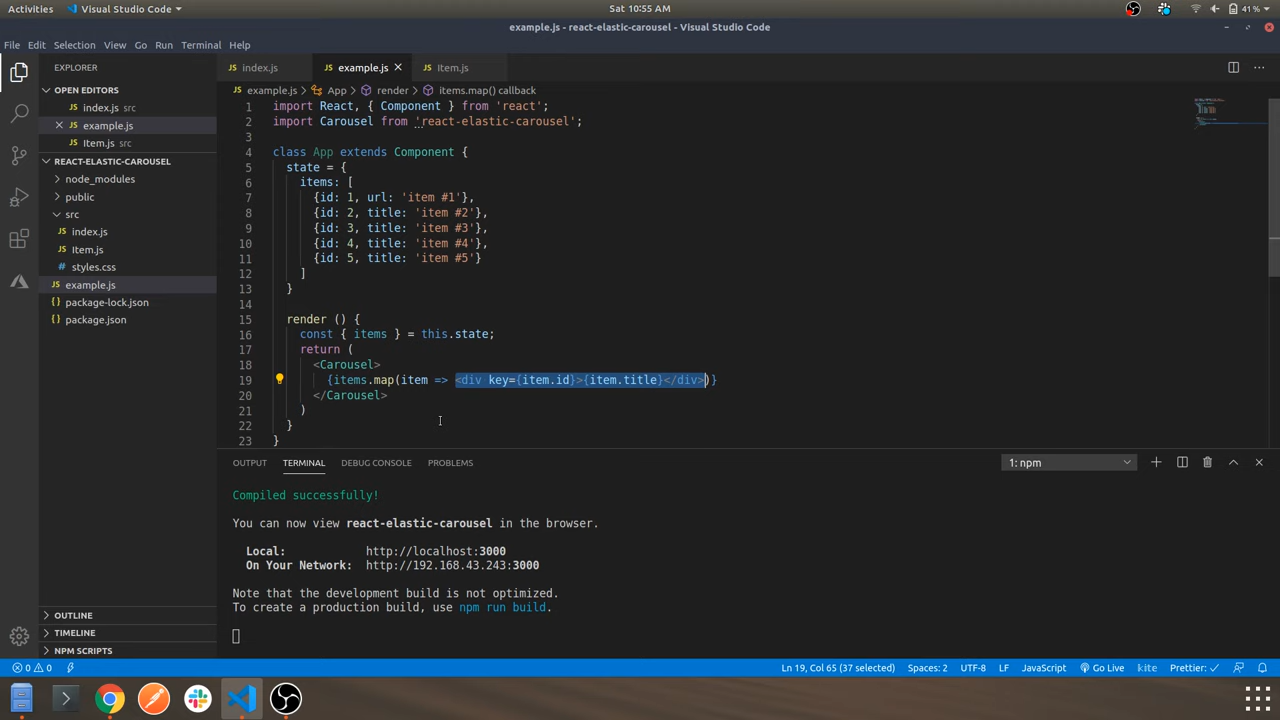 Activities Visual Studio Code Sat 10:55 AM 41 %
example.js - react-elastic-carousel - Visual Studio Code
File Edit Selection View Go Run Terminal Help
EXPLORER
OPEN EDITORS
JS index.js src
× JS example.js
JS Item.js src
REACT-ELASTIC-CAROUSEL
node_modules
public
src
JS index.js
JS Item.js
# styles.css
JS example.js
{} package-lock.json
{} package.json
OUTLINE
TIMELINE
NPM SCRIPTS
JS index.js JS example.js × JS Item.js
JS example.js > App > render > items.map() callback
1 import React, { Component } from 'react';
2 import Carousel from 'react-elastic-carousel';
3
4 class App extends Component {
5 state = {
6 items: [
7 {id: 1, url: 'item #1'},
8 {id: 2, title: 'item #2'},
9 {id: 3, title: 'item #3'},
10 {id: 4, title: 'item #4'},
11 {id: 5, title: 'item #5'}
12 ]
13 }
14
15 render () {
16 const { items } = this.state;
17 return (
18 <Carousel>
19 {items.map(item => <div key={item.id}>{item.title}</div>)}
20 </Carousel>
21 )
22 }
23 }
OUTPUT TERMINAL DEBUG CONSOLE PROBLEMS 1: npm
Compiled successfully!
You can now view react-elastic-carousel in the browser.
Local: http://localhost:3000
On Your Network: http://192.168.43.243:3000
Note that the development build is not optimized.
To create a production build, use npm run build.
0 0 Ln 19, Col 65 (37 selected) Spaces: 2 UTF-8 LF JavaScript Go Live kite Prettier: ✓